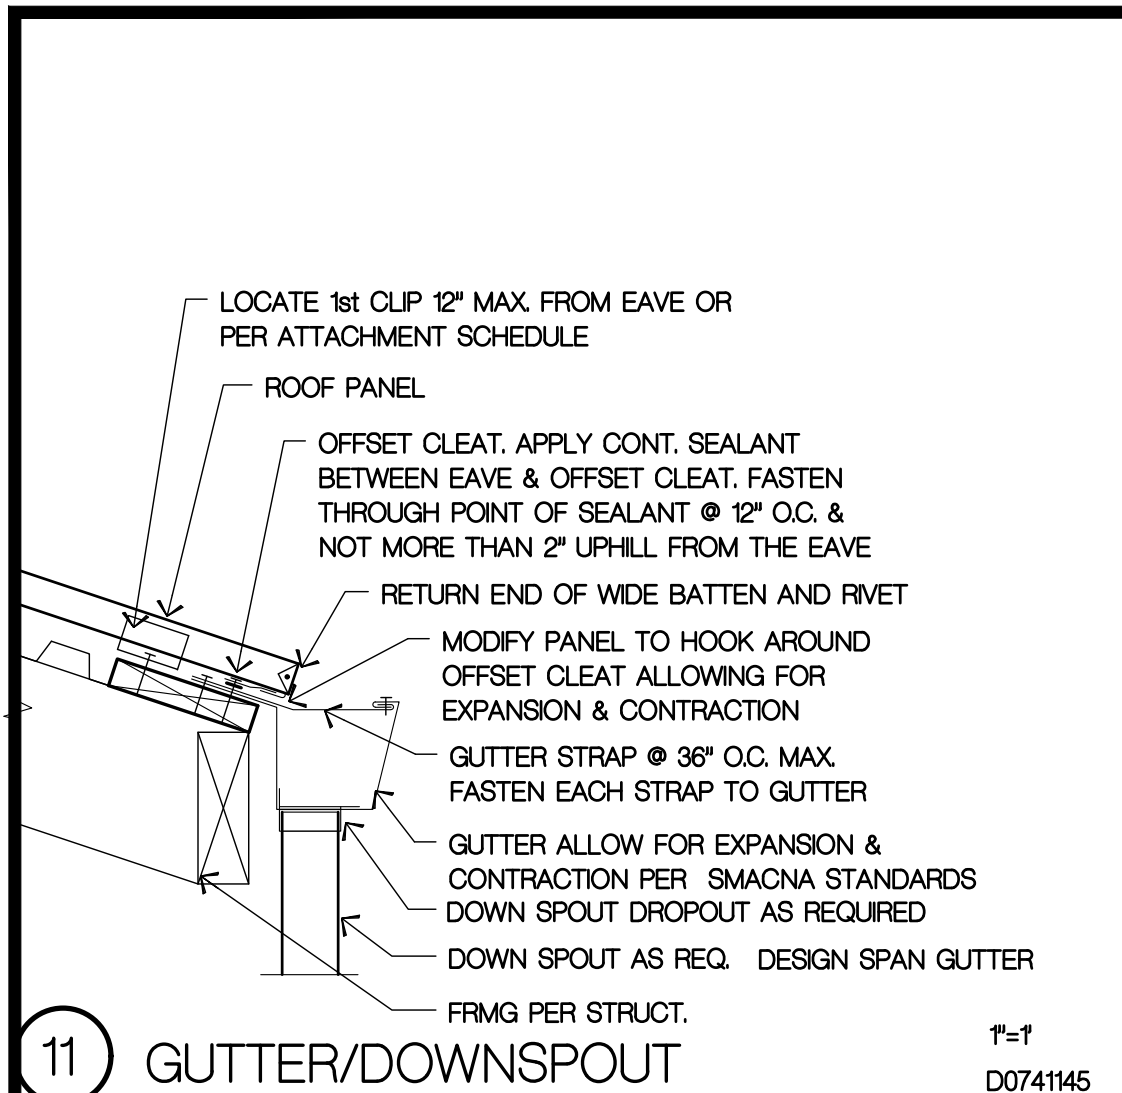 LOCATE 1st CLIP 12" MAX. FROM EAVE OR
PER ATTACHMENT SCHEDULE
ROOF PANEL
OFFSET CLEAT. APPLY CONT. SEALANT
BETWEEN EAVE & OFFSET CLEAT. FASTEN
THROUGH POINT OF SEALANT @ 12" O.C. &
NOT MORE THAN 2" UPHILL FROM THE EAVE
RETURN END OF WIDE BATTEN AND RIVET
MODIFY PANEL TO HOOK AROUND
OFFSET CLEAT ALLOWING FOR
EXPANSION & CONTRACTION
GUTTER STRAP @ 36" O.C. MAX.
FASTEN EACH STRAP TO GUTTER
GUTTER ALLOW FOR EXPANSION &
CONTRACTION PER SMACNA STANDARDS
DOWN SPOUT DROPOUT AS REQUIRED
DOWN SPOUT AS REQ. DESIGN SPAN GUTTER
FRMG PER STRUCT.
11 GUTTER/DOWNSPOUT
1"=1'
D0741145